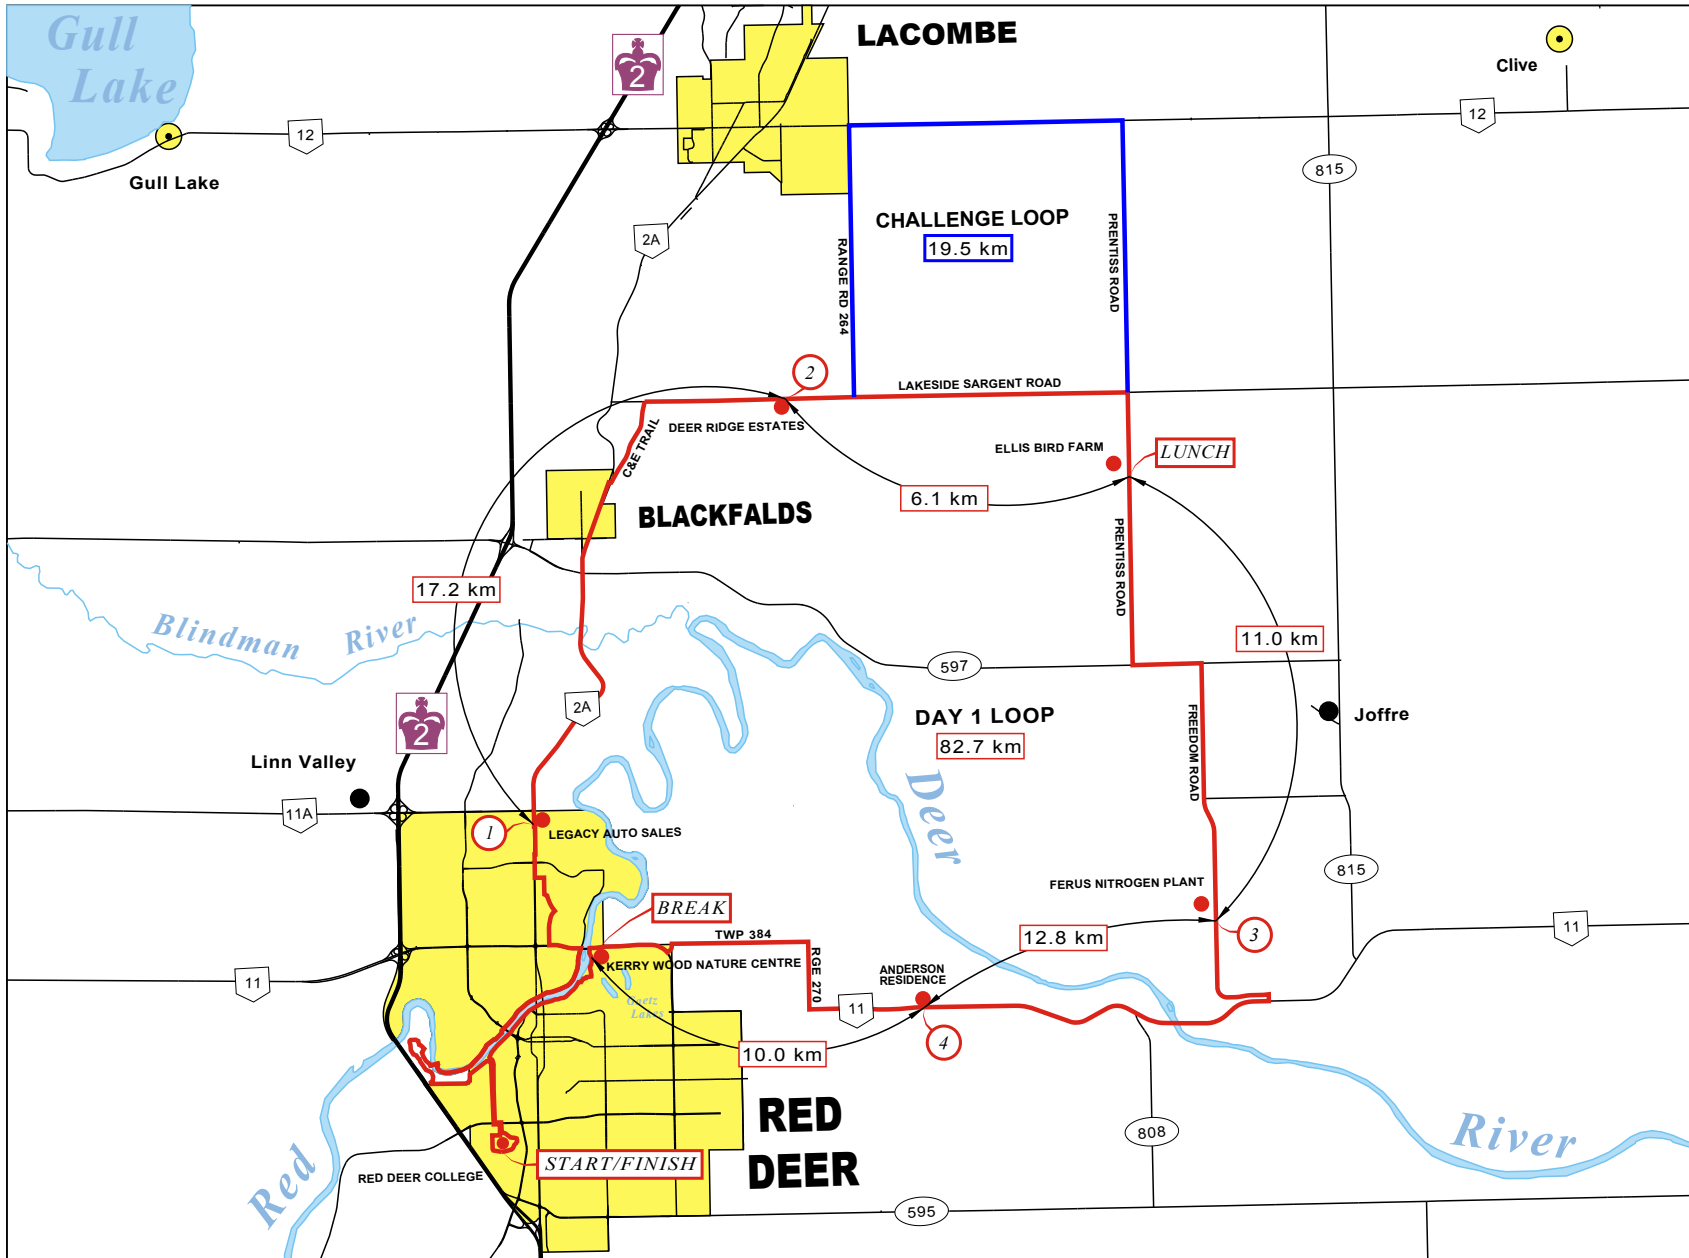 Gull
Lake
2
LACOMBE
Clive
12
12
815
Gull Lake
2A
CHALLENGE LOOP
19.5 km
RANGE RD 264
PRENTISS ROAD
2
LAKESIDE SARGENT ROAD
DEER RIDGE ESTATES
C&E TRAIL
ELLIS BIRD FARM
LUNCH
6.1 km
BLACKFALDS
PRENTISS ROAD
17.2 km
Blindman River
11.0 km
597
2A
2
DAY 1 LOOP
82.7 km
FREEDOM ROAD
Joffre
Linn Valley
11A
1
LEGACY AUTO SALES
Deer
815
FERUS NITROGEN PLANT
BREAK
TWP 384
12.8 km
3
11
KERRY WOOD NATURE CENTRE
RGE 270
ANDERSON
RESIDENCE
11
11
Gaetz
Lakes
4
10.0 km
RED
DEER
808
River
START/FINISH
RED DEER COLLEGE
Red
595